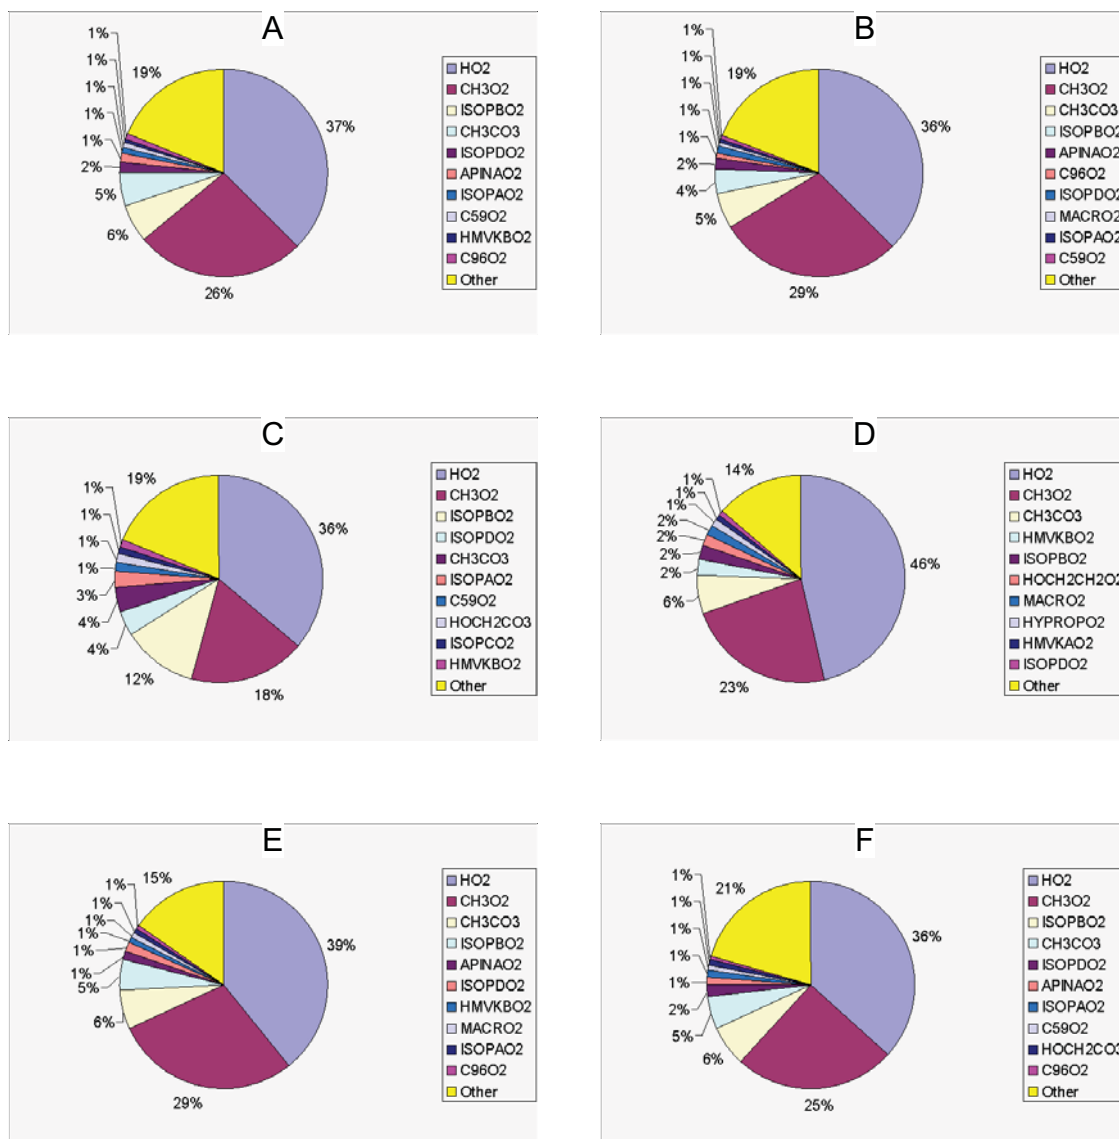 A
1%
1%
1%
1%
1%
2%
5%
6%
19%
37%
26%
HO2
CH3O2
ISOPBO2
CH3CO3
ISOPDO2
APINAO2
ISOPAO2
C59O2
HMVKBO2
C96O2
Other
B
1%
1%
1%
1%
1%
2%
4%
5%
19%
36%
29%
HO2
CH3O2
CH3CO3
ISOPBO2
APINAO2
C96O2
ISOPDO2
MACRO2
ISOPAO2
C59O2
Other
C
1%
1%
1%
1%
3%
4%
4%
12%
19%
36%
18%
HO2
CH3O2
ISOPBO2
ISOPDO2
CH3CO3
ISOPAO2
C59O2
HOCH2CO3
ISOPCO2
HMVKBO2
Other
D
14%
1%
1%
1%
2%
2%
2%
2%
6%
46%
23%
HO2
CH3O2
CH3CO3
HMVKBO2
ISOPBO2
HOCH2CH2O2
MACRO2
HYPROPO2
HMVKAO2
ISOPDO2
Other
E
15%
1%
1%
1%
1%
1%
1%
5%
6%
39%
29%
HO2
CH3O2
CH3CO3
ISOPBO2
APINAO2
ISOPDO2
HMVKBO2
MACRO2
ISOPAO2
C96O2
Other
F
1%
1%
1%
1%
1%
2%
5%
6%
21%
36%
25%
HO2
CH3O2
ISOPBO2
CH3CO3
ISOPDO2
APINAO2
ISOPAO2
C59O2
HOCH2CO3
C96O2
Other